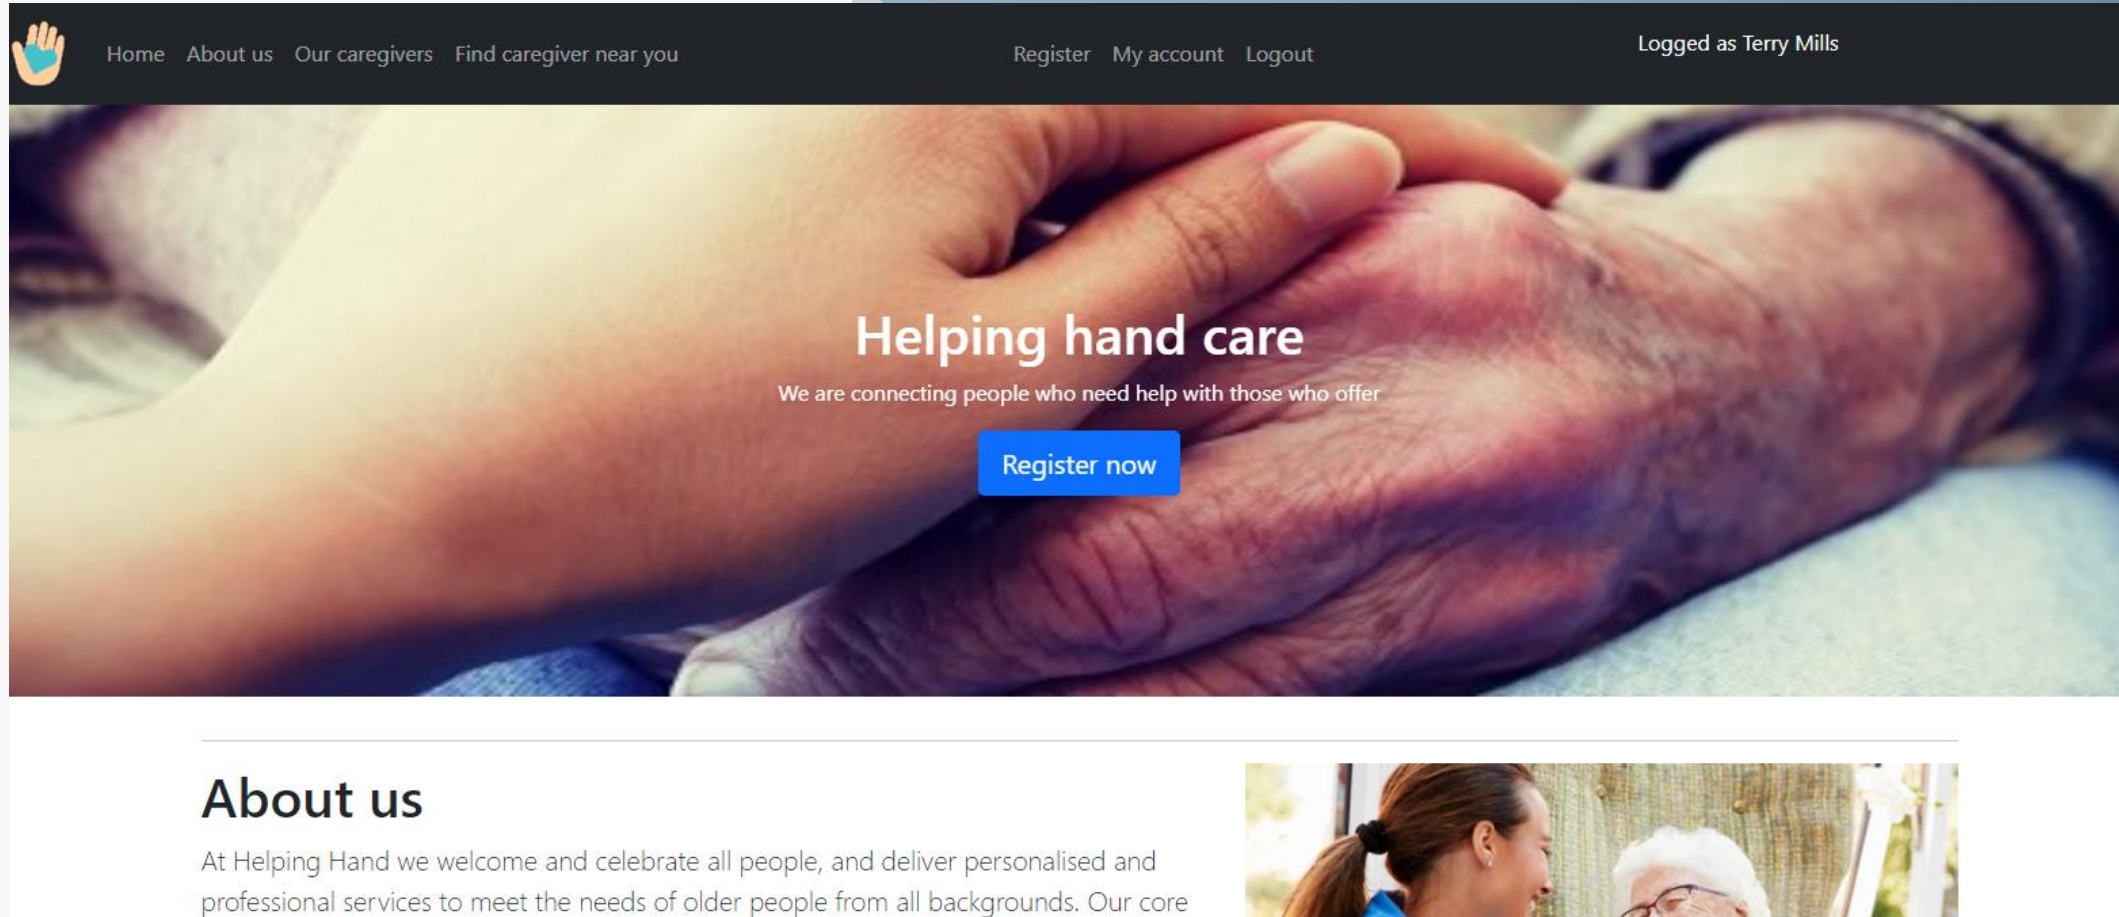 Home About us Our caregivers Find caregiver near you Register My account Logout Logged as Terry Mills
Helping hand care
We are connecting people who need help with those who offer
Register now
About us
At Helping Hand we welcome and celebrate all people, and deliver personalised and
professional services to meet the needs of older people from all backgrounds. Our core